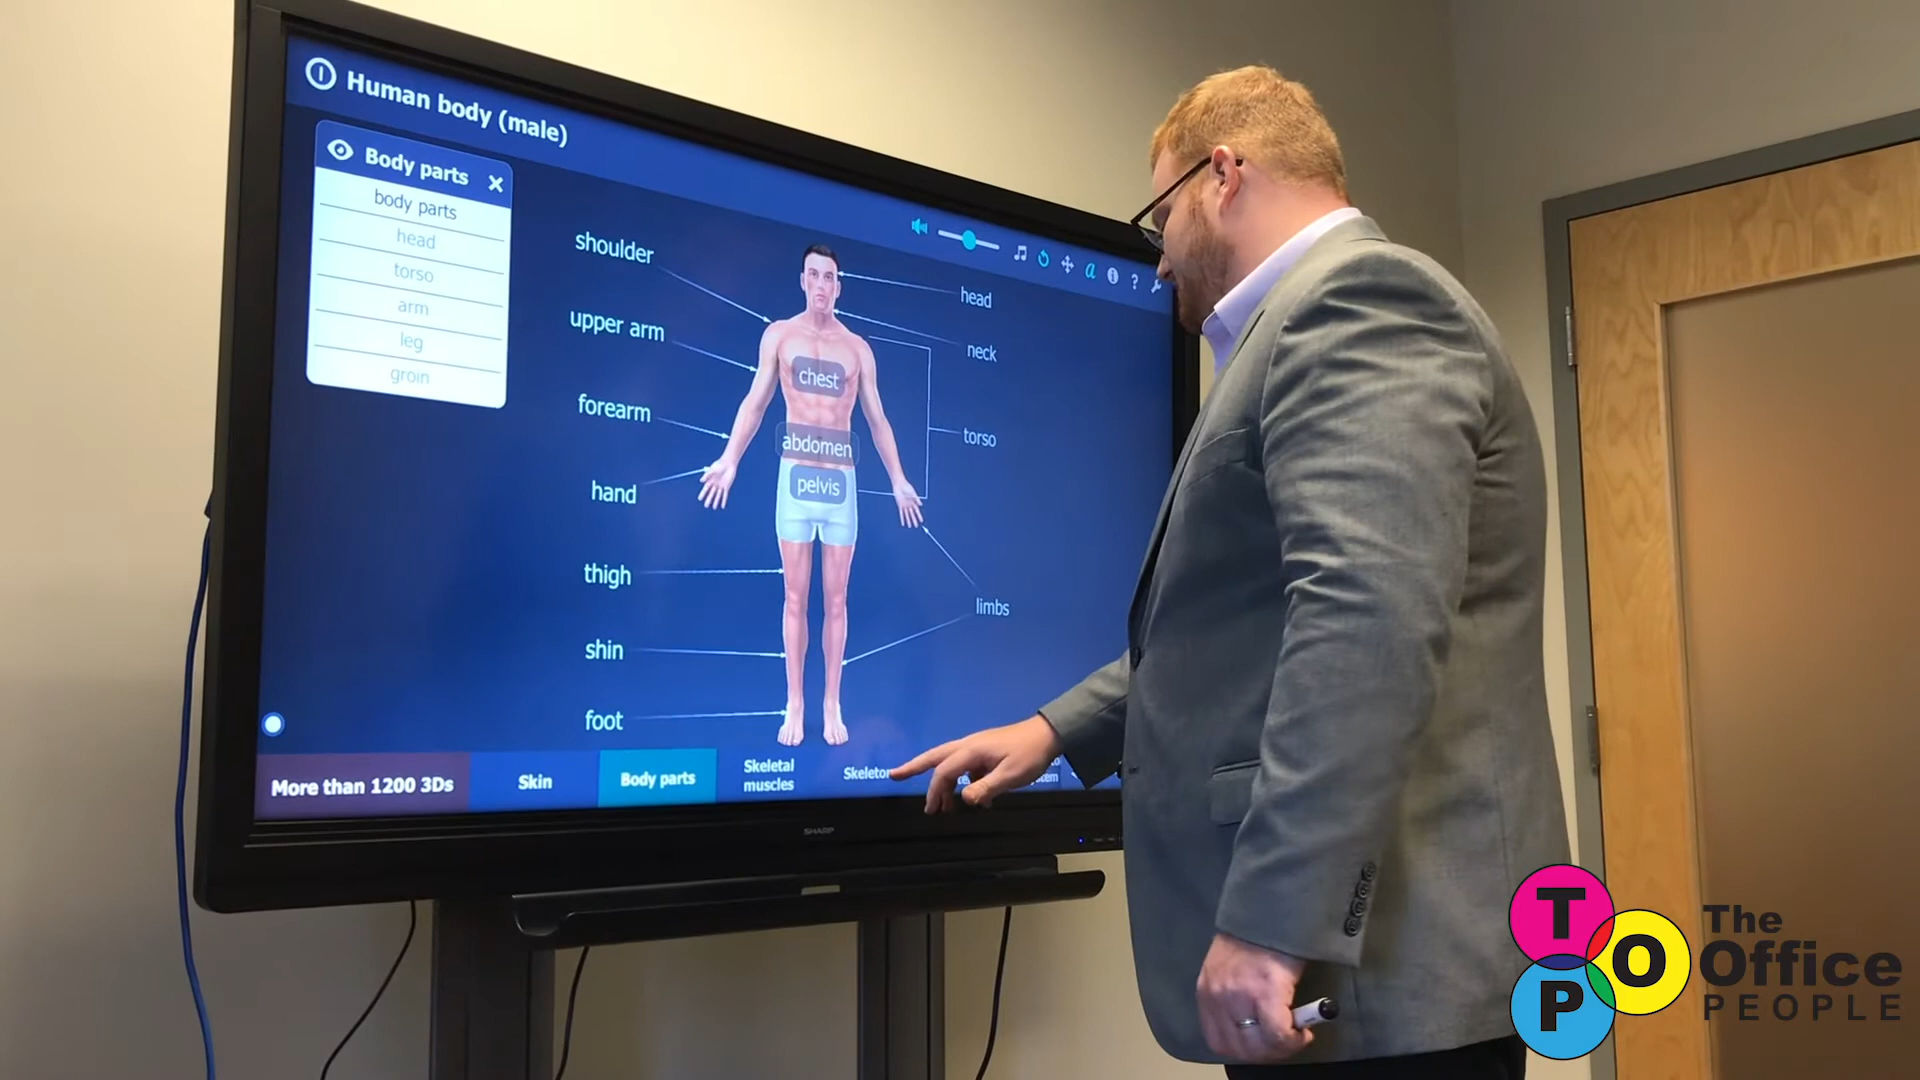 Human body (male)
Body parts
body parts
head
torso
arm
leg
groin
shoulder
upper arm
forearm
hand
thigh
shin
foot
head
neck
torso
limbs
chest
abdomen
pelvis
More than 1200 3Ds
Skin
Body parts
Skeletal
muscles
SHARP
T
O
P
The
Office
PEOPLE